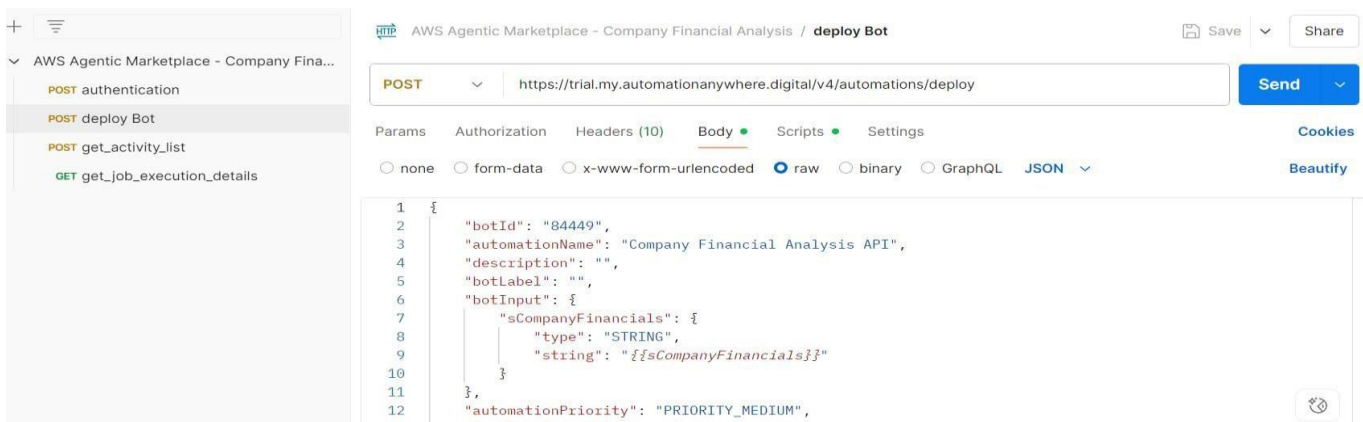 AWS Agentic Marketplace - Company Fina...
POST authentication
POST deploy Bot
POST get_activity_list
GET get_job_execution_details
HTTP AWS Agentic Marketplace - Company Financial Analysis / deploy Bot
Save
Share
POST https://trial.my.automationanywhere.digital/v4/automations/deploy
Send
Params Authorization Headers (10) Body Scripts Settings Cookies
none form-data x-www-form-urlencoded raw binary GraphQL JSON Beautify
1 {
2 "botId": "84449",
3 "automationName": "Company Financial Analysis API",
4 "description": "",
5 "botLabel": "",
6 "botInput": {
7 "sCompanyFinancials": {
8 "type": "STRING",
9 "string": "{{sCompanyFinancials}}"
10 }
11 },
12 "automationPriority": "PRIORITY_MEDIUM",